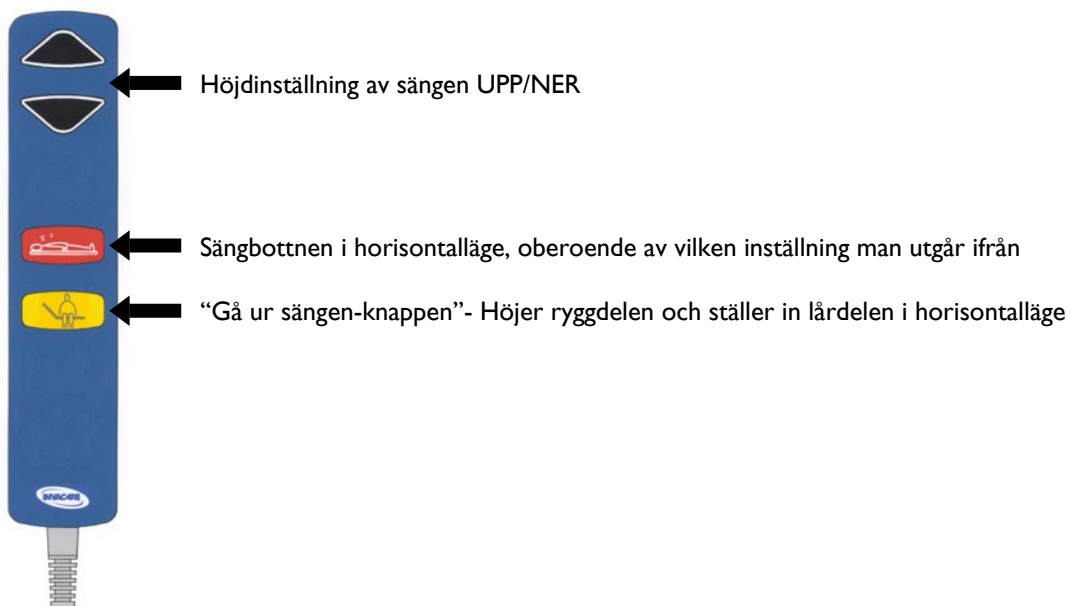 Höjdinställning av sängen UPP/NER
Sängbottnen i horisontalläge, oberoende av vilken inställning man utgår ifrån
“Gå ur sängen-knappen”- Höjer ryggdelen och ställer in lårdelen i horisontalläge
INVACARE